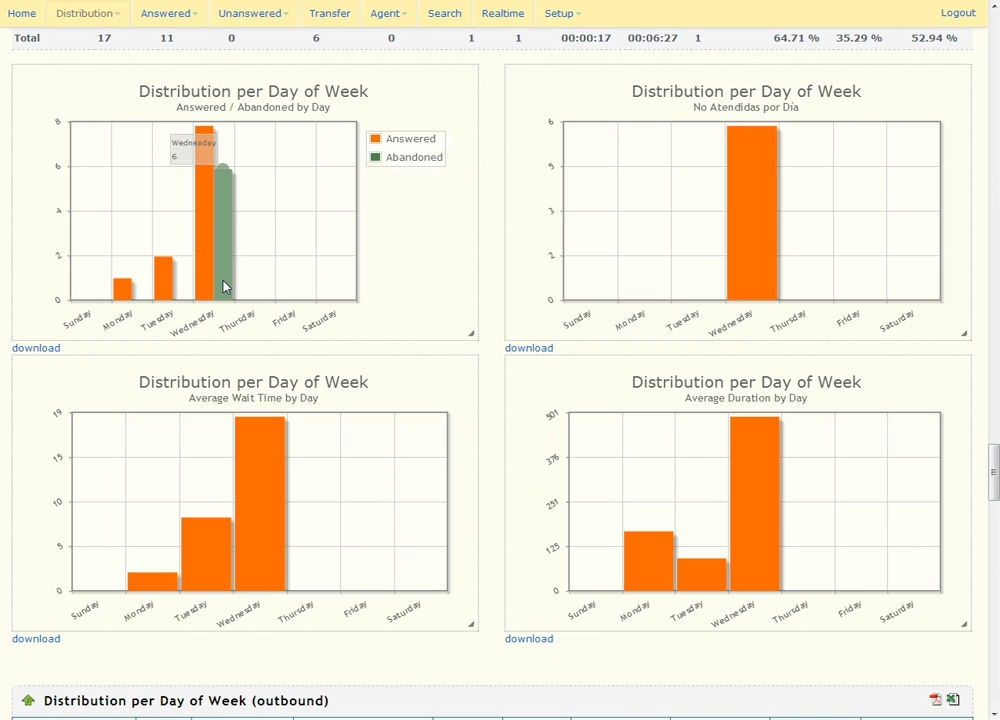 Home Distribution Answered Unanswered Transfer Agent Search Realtime Setup Logout
Total 17 11 0 6 0 1 1 00:00:17 00:06:27 1 64.71 % 35.29 % 52.94 %
Distribution per Day of Week
Answered / Abandoned by Day
8
6
4
2
0
Wednesday
6
Answered
Abandoned
Sunday Monday Tuesday Wednesday Thursday Friday Saturday
download
Distribution per Day of Week
No Atendidas por Día
6
5
3
2
0
Sunday Monday Tuesday Wednesday Thursday Friday Saturday
download
Distribution per Day of Week
Average Wait Time by Day
19
15
10
5
0
Sunday Monday Tuesday Wednesday Thursday Friday Saturday
download
Distribution per Day of Week
Average Duration by Day
501
376
251
125
0
Sunday Monday Tuesday Wednesday Thursday Friday Saturday
download
Distribution per Day of Week (outbound)